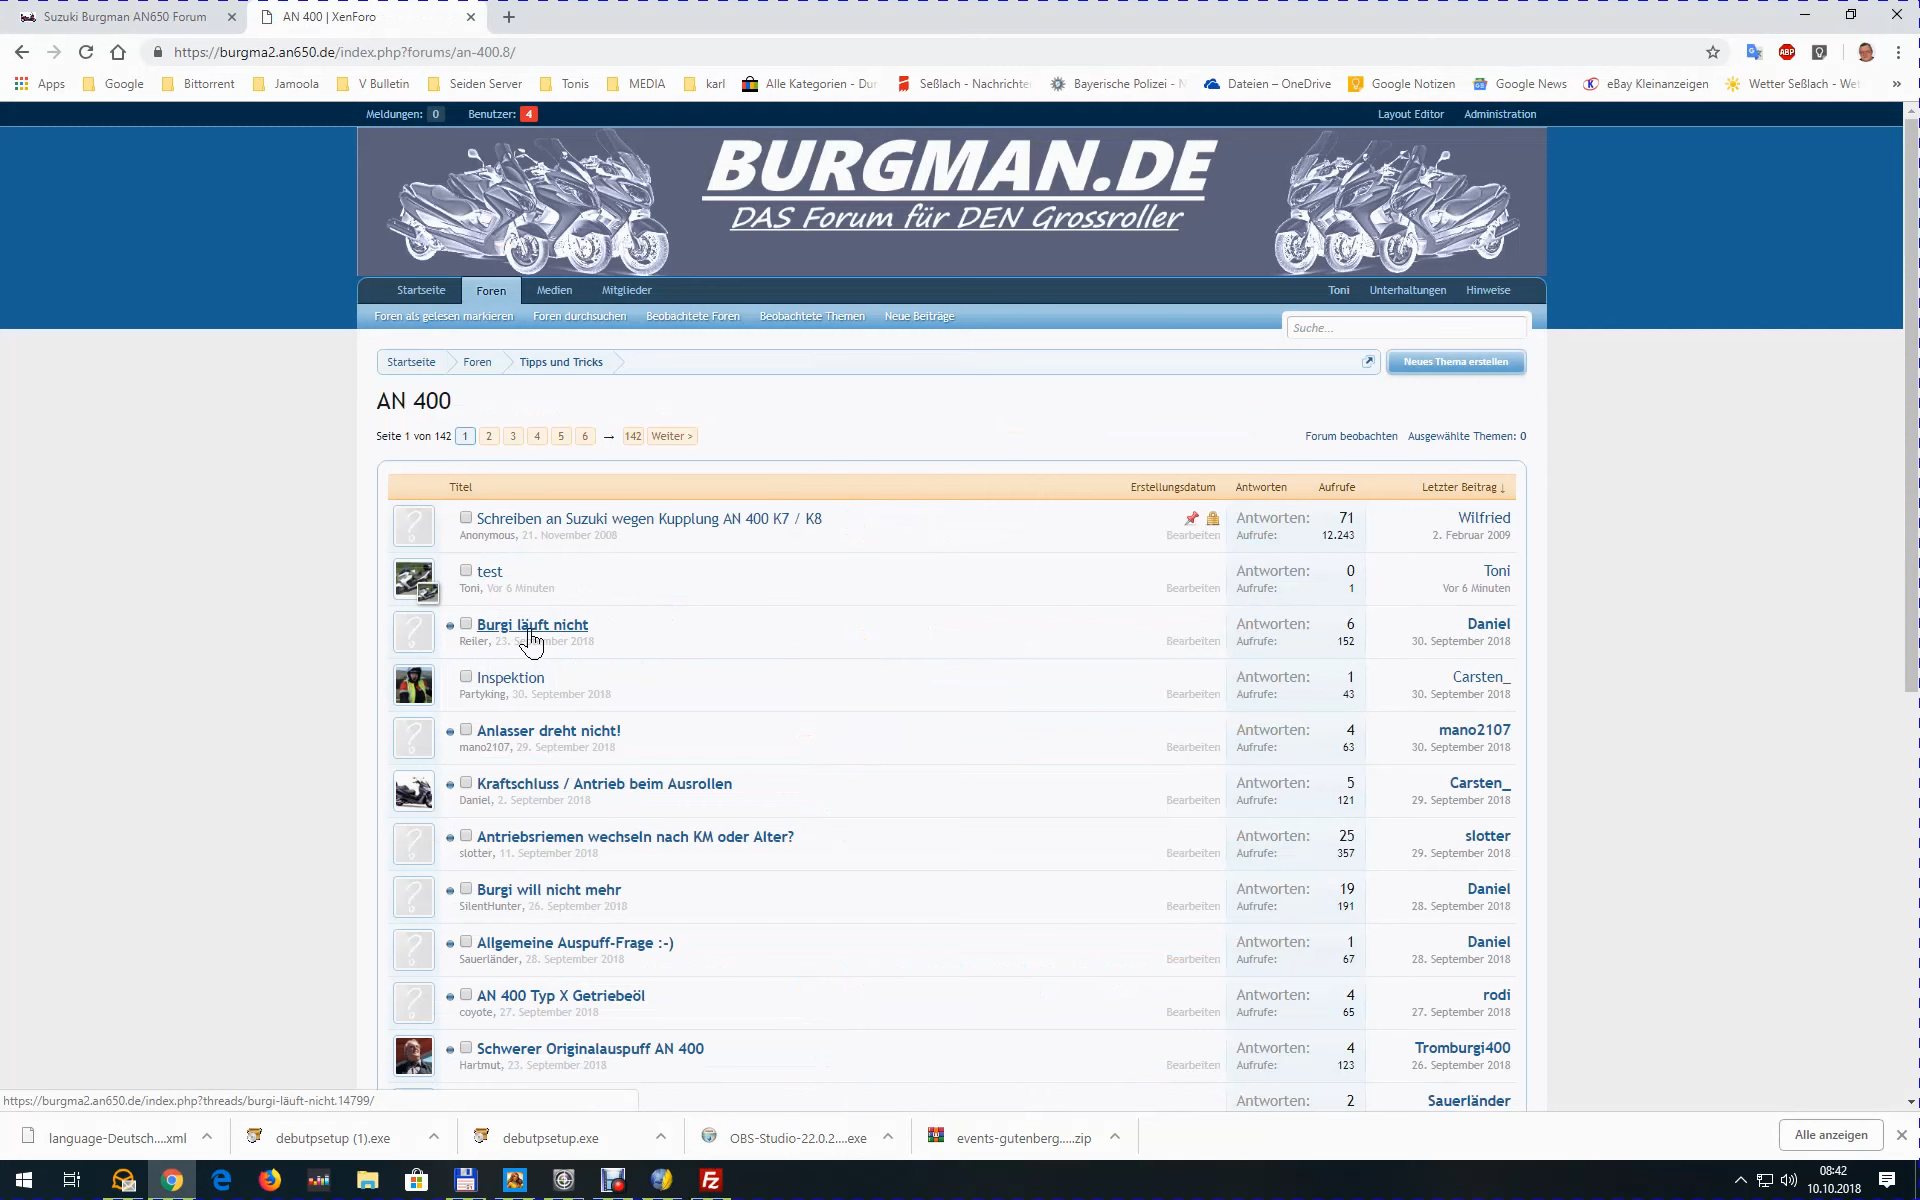 Suzuki Burgman AN650 Forum
AN 400 | XenForo
https://burgma2.an650.de/index.php?forums/an-400.8/
ABP
Apps
Google
Bittorrent
Jamoola
V Bulletin
Seiden Server
Tonis
MEDIA
karl
Alle Kategorien - Dur
Seßlach - Nachrichte
Bayerische Polizei - N
Dateien – OneDrive
Google Notizen
Google News
eBay Kleinanzeigen
Wetter Seßlach - Wet
»
Meldungen: 0
Benutzer: 4
Layout Editor
Administration
BURGMAN.DE
DAS Forum für DEN Grossroller
Startseite
Foren
Medien
Mitglieder
Toni
Unterhaltungen
Hinweise
Foren als gelesen markieren
Foren durchsuchen
Beobachtete Foren
Beobachtete Themen
Neue Beiträge
Suche...
Startseite
Foren
Tipps und Tricks
Neues Thema erstellen
AN 400
Seite 1 von 142 1 2 3 4 5 6 → 142 Weiter >
Forum beobachten
Ausgewählte Themen: 0
Titel
Erstellungsdatum
Antworten
Aufrufe
Letzter Beitrag ↓
Schreiben an Suzuki wegen Kupplung AN 400 K7 / K8
Anonymous, 21. November 2008
Bearbeiten
Antworten: 71
Aufrufe: 12.243
Wilfried
2. Februar 2009
test
Toni, Vor 6 Minuten
Bearbeiten
Antworten: 0
Aufrufe: 1
Toni
Vor 6 Minuten
Burgi läuft nicht
Reiler, 23. September 2018
Bearbeiten
Antworten: 6
Aufrufe: 152
Daniel
30. September 2018
Inspektion
Partyking, 30. September 2018
Bearbeiten
Antworten: 1
Aufrufe: 43
Carsten_
30. September 2018
Anlasser dreht nicht!
mano2107, 29. September 2018
Bearbeiten
Antworten: 4
Aufrufe: 63
mano2107
30. September 2018
Kraftschluss / Antrieb beim Ausrollen
Daniel, 2. September 2018
Bearbeiten
Antworten: 5
Aufrufe: 121
Carsten_
29. September 2018
Antriebsriemen wechseln nach KM oder Alter?
slotter, 11. September 2018
Bearbeiten
Antworten: 25
Aufrufe: 357
slotter
29. September 2018
Burgi will nicht mehr
SilentHunter, 26. September 2018
Bearbeiten
Antworten: 19
Aufrufe: 191
Daniel
28. September 2018
Allgemeine Auspuff-Frage :-)
Sauerländer, 28. September 2018
Bearbeiten
Antworten: 1
Aufrufe: 67
Daniel
28. September 2018
AN 400 Typ X Getriebeöl
coyote, 27. September 2018
Bearbeiten
Antworten: 4
Aufrufe: 65
rodi
27. September 2018
Schwerer Originalauspuff AN 400
Hartmut, 23. September 2018
Bearbeiten
Antworten: 4
Aufrufe: 123
Tromburgi400
26. September 2018
Antworten: 2
Sauerländer
https://burgma2.an650.de/index.php?threads/burgi-läuft-nicht.14799/
language-Deutsch....xml
debutpsetup (1).exe
debutpsetup.exe
OBS-Studio-22.0.2....exe
events-gutenberg.....zip
Alle anzeigen
08:42
10.10.2018